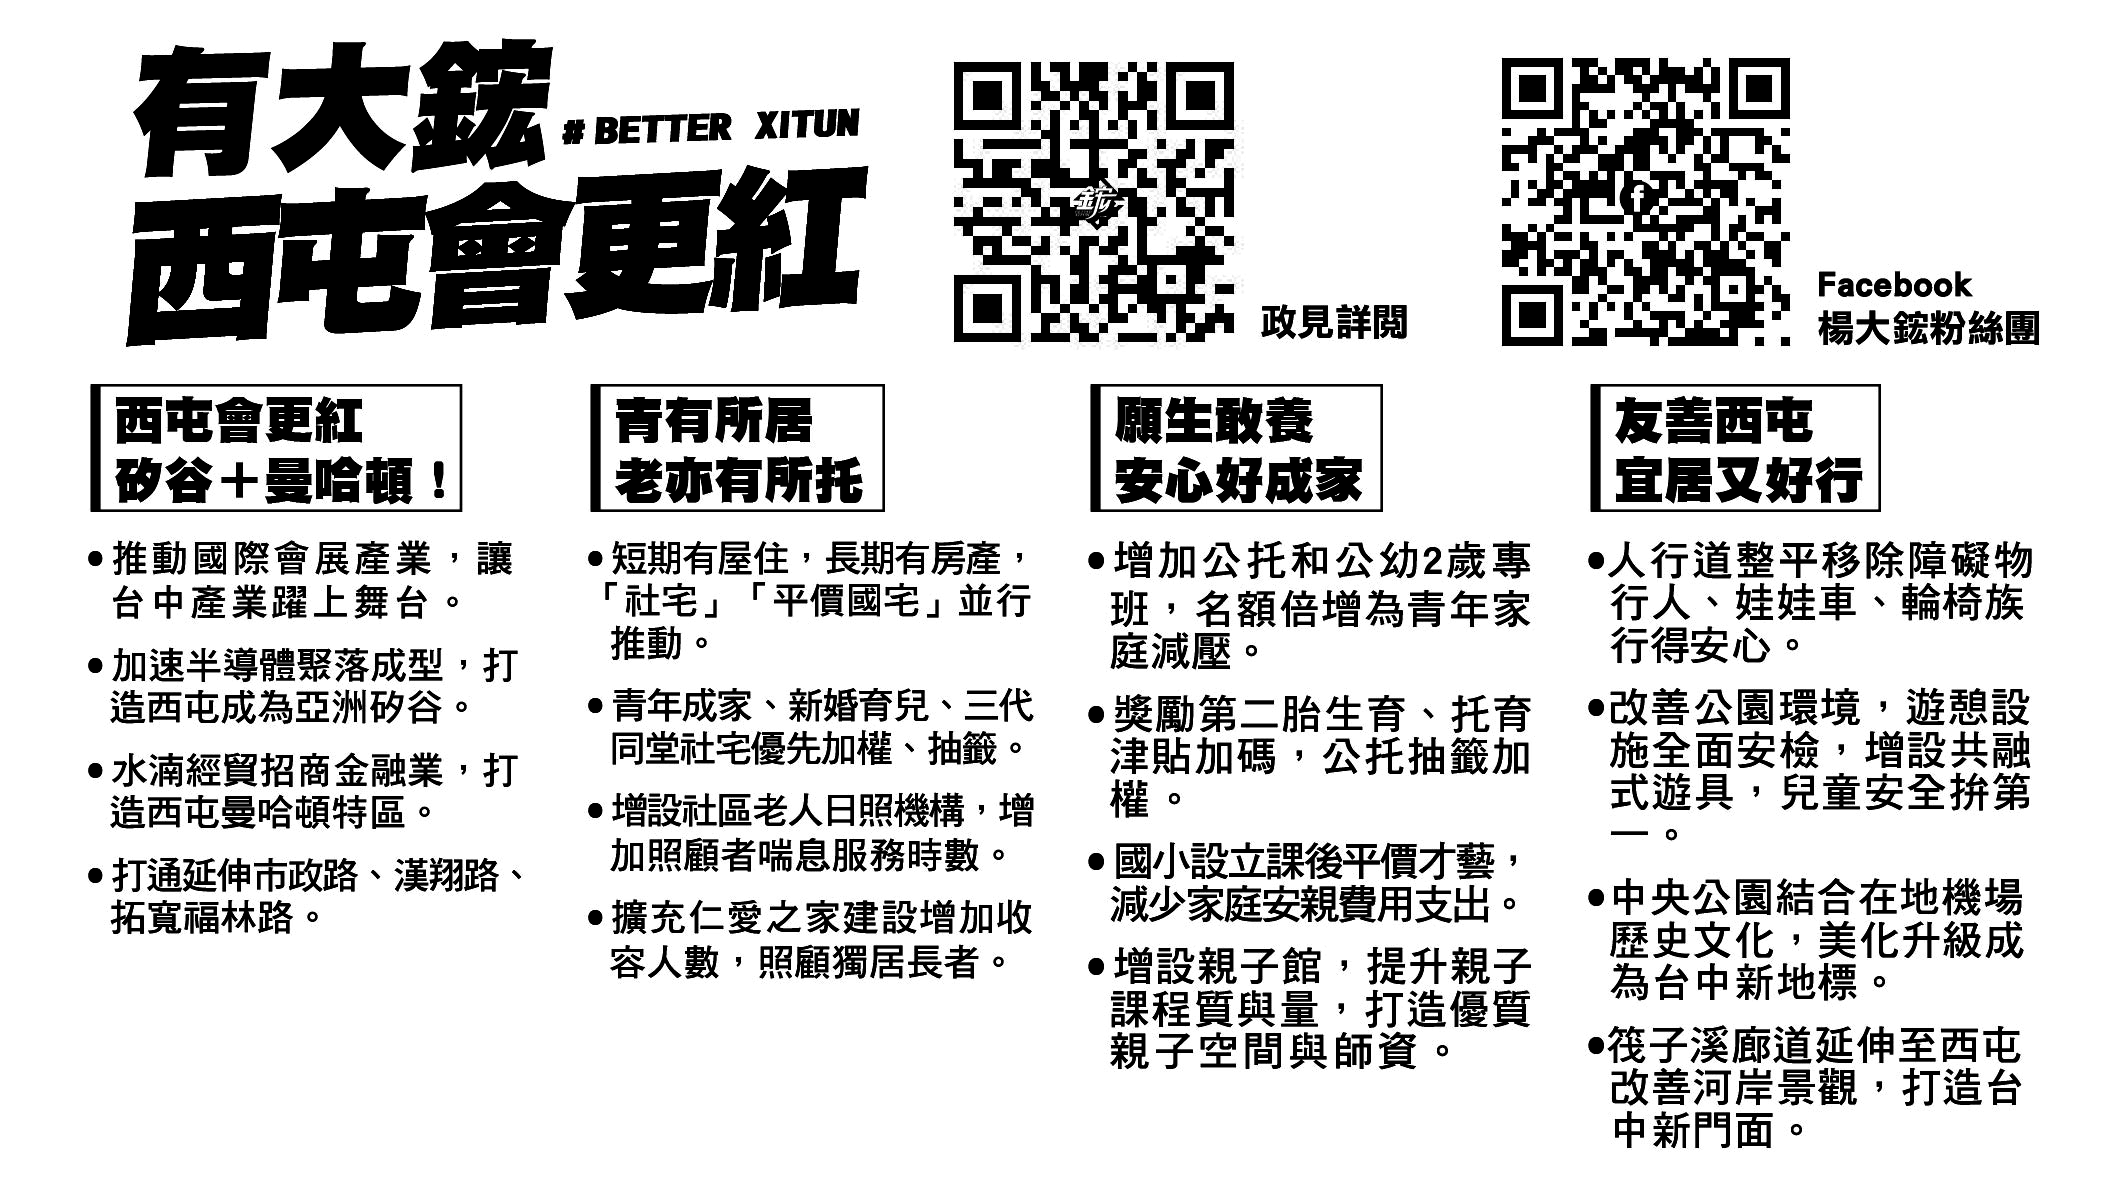 有大鋐
# BETTER XITUN
西屯會更紅
政見詳閱
Facebook
楊大鋐粉絲團
西屯會更紅
矽谷＋曼哈頓！
•推動國際會展產業，讓
台中產業躍上舞台。
•加速半導體聚落成型，打
造西屯成為亞洲矽谷。
•水湳經貿招商金融業，打
造西屯曼哈頓特區。
•打通延伸市政路、漢翔路、
拓寬福林路。
青有所居
老亦有所托
•短期有屋住，長期有房產，
「社宅」「平價國宅」並行
推動。
•青年成家、新婚育兒、三代
同堂社宅優先加權、抽籤。
•增設社區老人日照機構，增
加照顧者喘息服務時數。
•擴充仁愛之家建設增加收
容人數，照顧獨居長者。
願生敢養
安心好成家
•增加公托和公幼2歲專
班，名額倍增為青年家
庭減壓。
•獎勵第二胎生育、托育
津貼加碼，公托抽籤加
權。
•國小設立課後平價才藝，
減少家庭安親費用支出。
•增設親子館，提升親子
課程質與量，打造優質
親子空間與師資。
友善西屯
宜居又好行
•人行道整平移除障礙物
行人、娃娃車、輪椅族
行得安心。
•改善公園環境，遊憩設
施全面安檢，增設共融
式遊具，兒童安全拚第
一。
•中央公園結合在地機場
歷史文化，美化升級成
為台中新地標。
•筏子溪廊道延伸至西屯
改善河岸景觀，打造台
中新門面。